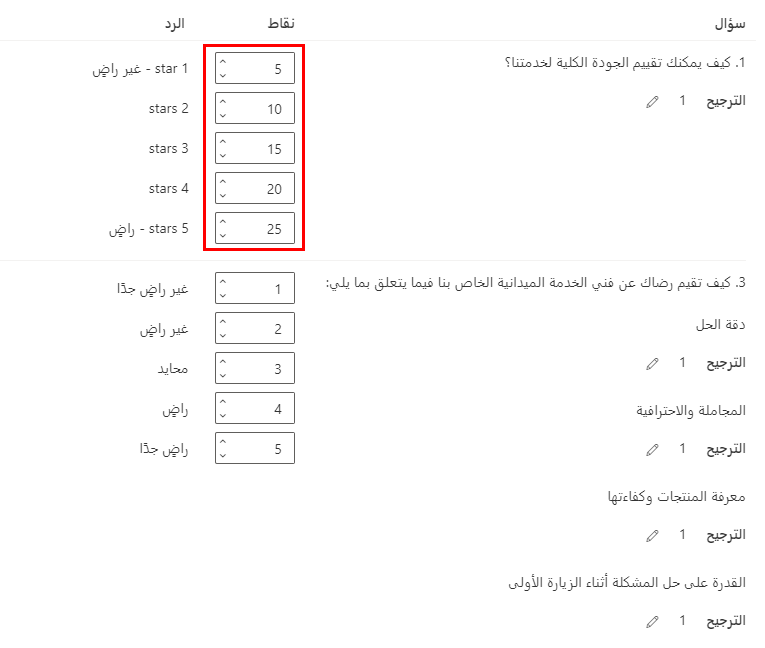 سؤال نقاط الرد
1. كيف يمكنك تقييم الجودة الكلية لخدمتنا؟
الترجيح 1
5 star 1 - غير راضٍ
10 stars 2
15 stars 3
20 stars 4
25 stars 5 - راضٍ
3. كيف تقيم رضاك عن فني الخدمة الميدانية الخاص بنا فيما يتعلق بما يلي:
دقة الحل
الترجيح 1
المجاملة والاحترافية
الترجيح 1
معرفة المنتجات وكفاءتها
الترجيح 1
القدرة على حل المشكلة أثناء الزيارة الأولى
الترجيح 1
1 غير راضٍ جدًا
2 غير راضٍ
3 محايد
4 راضٍ
5 راضٍ جدًا